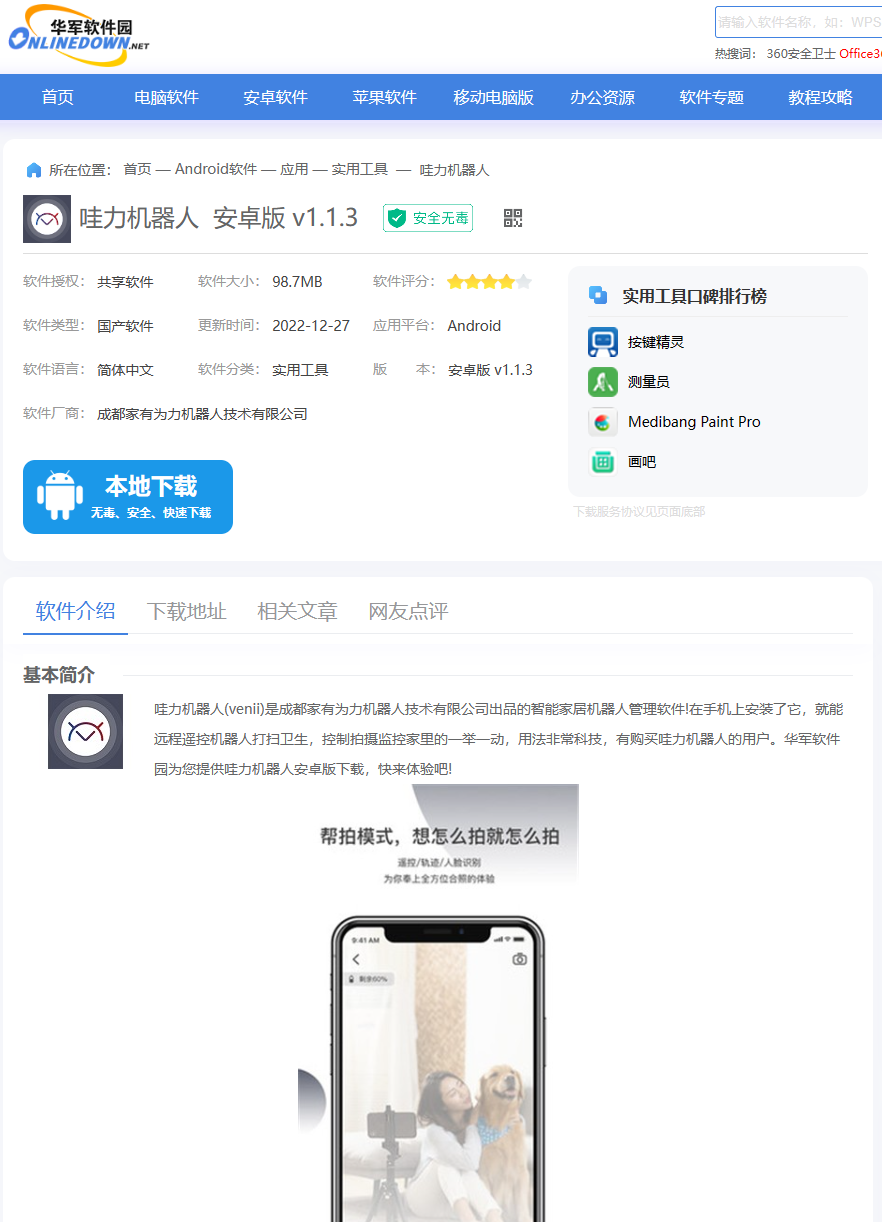 华军软件园
ONLINEDOWN.NET
请输入软件名称，如：WPS
热搜词： 360安全卫士 Office36
首页 电脑软件 安卓软件 苹果软件 移动电脑版 办公资源 软件专题 教程攻略
所在位置： 首页 — Android软件 — 应用 — 实用工具 — 哇力机器人
哇力机器人 安卓版 v1.1.3 安全无毒
软件授权： 共享软件 软件大小： 98.7MB 软件评分：
软件类型： 国产软件 更新时间： 2022-12-27 应用平台： Android
软件语言： 简体中文 软件分类： 实用工具 版 本： 安卓版 v1.1.3
软件厂商： 成都家有为力机器人技术有限公司
本地下载
无毒、安全、快速下载
实用工具口碑排行榜
按键精灵
测量员
Medibang Paint Pro
画吧
下载服务协议见页面底部
软件介绍 下载地址 相关文章 网友点评
基本简介
哇力机器人(venii)是成都家有为力机器人技术有限公司出品的智能家居机器人管理软件!在手机上安装了它，就能
远程遥控机器人打扫卫生，控制拍摄监控家里的一举一动，用法非常科技，有购买哇力机器人的用户。华军软件
园为您提供哇力机器人安卓版下载，快来体验吧!
帮拍模式，想怎么拍就怎么拍
遥控/轨迹/人脸识别
为你奉上全方位合照的体验
9:41 AM
剩余60%